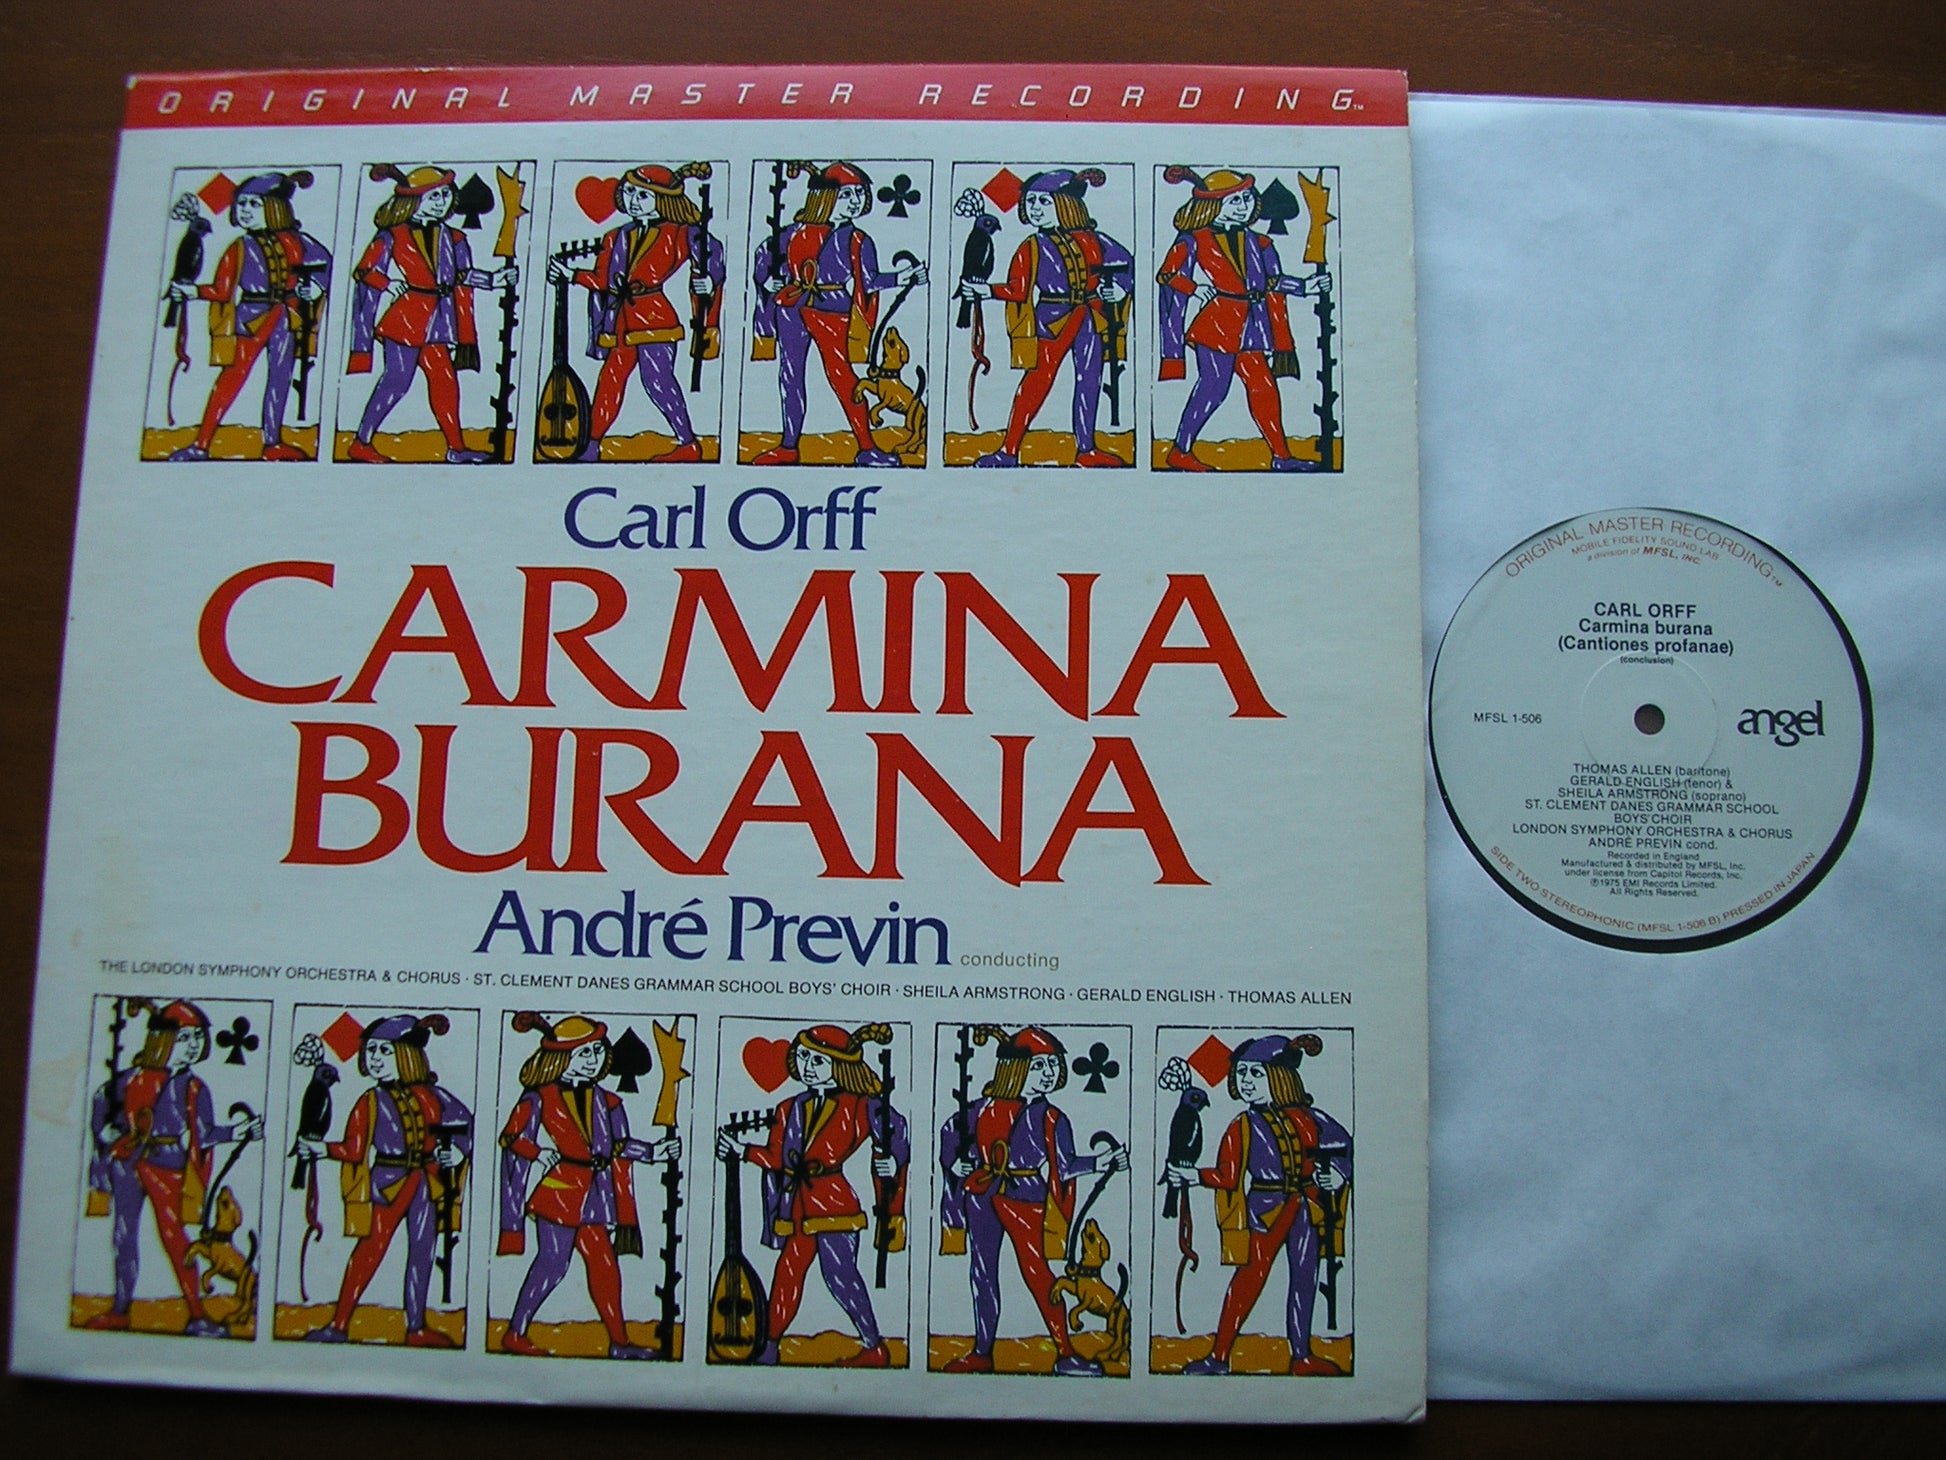 ORIGINAL MASTER RECORDING™
Carl Orff
CARMINA
BURANA
André Previn conducting
THE LONDON SYMPHONY ORCHESTRA & CHORUS · ST. CLEMENT DANES GRAMMAR SCHOOL BOYS' CHOIR · SHEILA ARMSTRONG · GERALD ENGLISH · THOMAS ALLEN
ORIGINAL MASTER RECORDING™
MOBILE FIDELITY SOUND LAB
a division of MFSL, INC.
CARL ORFF
Carmina burana
(Cantiones profanae)
(conclusion)
MFSL 1-506
angel
THOMAS ALLEN (baritone)
GERALD ENGLISH (tenor) &
SHEILA ARMSTRONG (soprano)
ST. CLEMENT DANES GRAMMAR SCHOOL
BOYS' CHOIR
LONDON SYMPHONY ORCHESTRA & CHORUS
ANDRÉ PREVIN cond.
Recorded in England
Manufactured & distributed by MFSL, Inc.
under license from Capitol Records, Inc.
℗1975 EMI Records Limited.
All Rights Reserved.
SIDE TWO·STEREOPHONIC (MFSL 1-506 B) PRESSED IN JAPAN